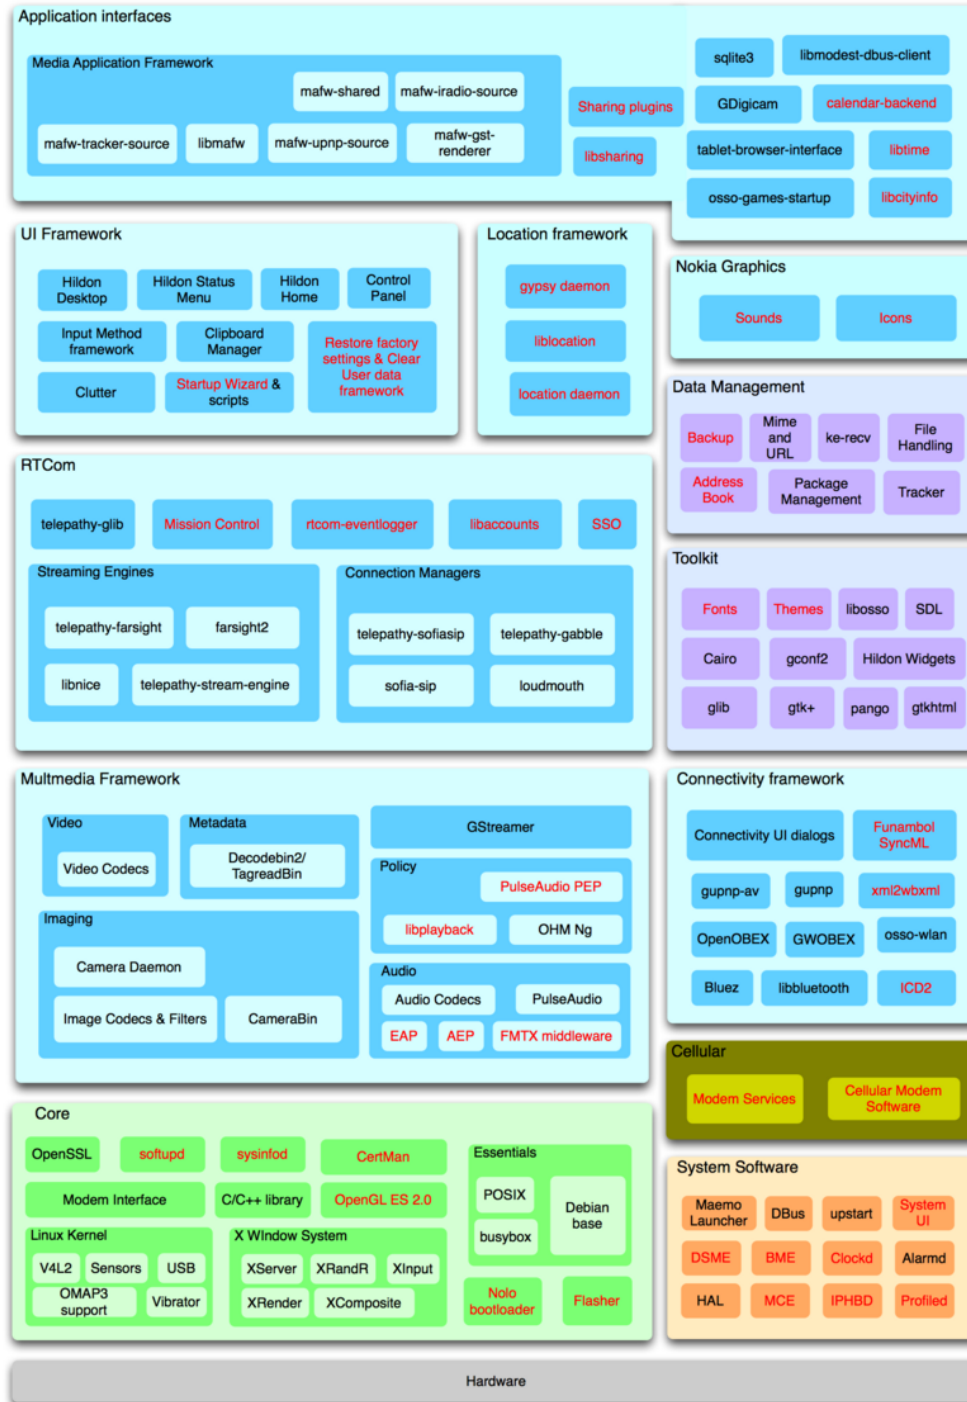 Application interfaces
Media Application Framework
mafw-shared
mafw-iradio-source
mafw-tracker-source
libmafw
mafw-upnp-source
mafw-gst-
renderer
Sharing plugins
libsharing
sqlite3
libmodest-dbus-client
GDigicam
calendar-backend
tablet-browser-interface
libtime
osso-games-startup
libcityinfo
UI Framework
Hildon
Desktop
Hildon Status
Menu
Hildon
Home
Control
Panel
Input Method
framework
Clipboard
Manager
Restore factory
settings & Clear
User data
framework
Clutter
Startup Wizard &
scripts
Location framework
gypsy daemon
liblocation
location daemon
Nokia Graphics
Sounds
Icons
Data Management
Backup
Mime
and
URL
ke-recv
File
Handling
Address
Book
Package
Management
Tracker
RTCom
telepathy-glib
Mission Control
rtcom-eventlogger
libaccounts
SSO
Streaming Engines
telepathy-farsight
farsight2
libnice
telepathy-stream-engine
Connection Managers
telepathy-sofiasip
telepathy-gabble
sofia-sip
loudmouth
Toolkit
Fonts
Themes
libosso
SDL
Cairo
gconf2
Hildon Widgets
glib
gtk+
pango
gtkhtml
Multmedia Framework
Video
Video Codecs
Metadata
Decodebin2/
TagreadBin
GStreamer
Policy
PulseAudio PEP
libplayback
OHM Ng
Imaging
Camera Daemon
Image Codecs & Filters
CameraBin
Audio
Audio Codecs
PulseAudio
EAP
AEP
FMTX middleware
Connectivity framework
Connectivity UI dialogs
Funambol
SyncML
gupnp-av
gupnp
xml2wbxml
OpenOBEX
GWOBEX
osso-wlan
Bluez
libbluetooth
ICD2
Cellular
Modem Services
Cellular Modem
Software
Core
OpenSSL
softupd
sysinfod
CertMan
Modem Interface
C/C++ library
OpenGL ES 2.0
Essentials
POSIX
busybox
Debian
base
Linux Kernel
V4L2
Sensors
USB
OMAP3
support
Vibrator
X WIndow System
XServer
XRandR
XInput
XRender
XComposite
Nolo
bootloader
Flasher
System Software
Maemo
Launcher
DBus
upstart
System
UI
DSME
BME
Clockd
Alarmd
HAL
MCE
IPHBD
Profiled
Hardware